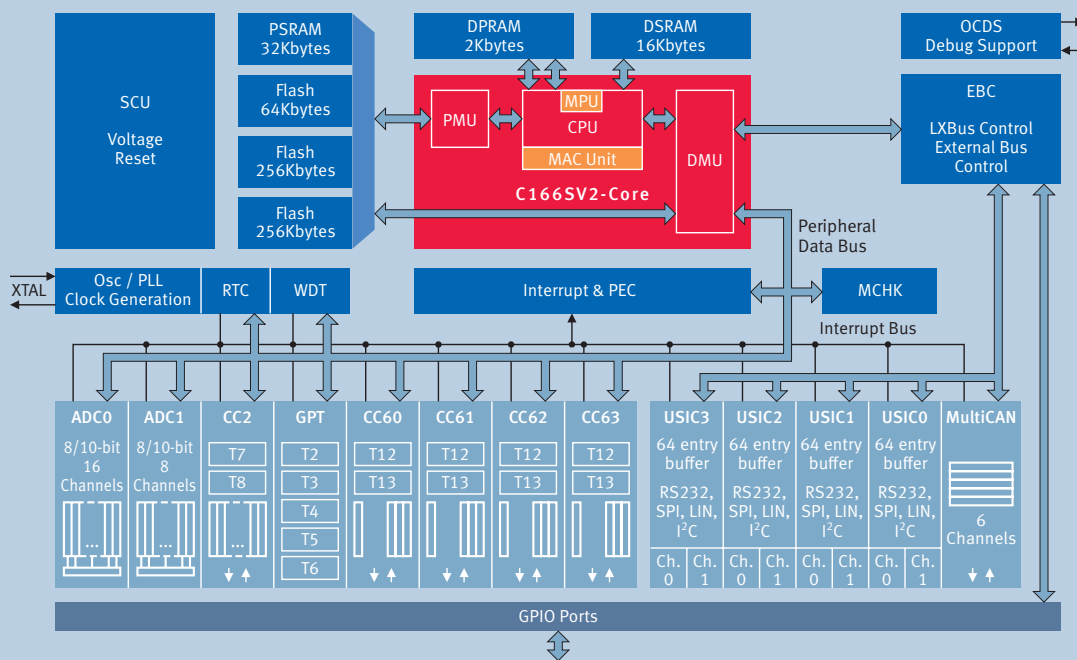 SCU
Voltage
Reset
PSRAM
32Kbytes
Flash
64Kbytes
Flash
256Kbytes
Flash
256Kbytes
DPRAM
2Kbytes
DSRAM
16Kbytes
PMU
MPU
CPU
MAC Unit
DMU
C166SV2-Core
OCDS
Debug Support
EBC
LXBus Control
External Bus
Control
Peripheral
Data Bus
XTAL
Osc / PLL
Clock Generation
RTC
WDT
Interrupt & PEC
MCHK
Interrupt Bus
ADC0
8/10-bit
16
Channels
...
ADC1
8/10-bit
8
Channels
...
CC2
T7
T8
...
GPT
T2
T3
T4
T5
T6
CC60
T12
T13
CC61
T12
T13
CC62
T12
T13
CC63
T12
T13
USIC3
64 entry
buffer
RS232,
SPI, LIN,
I²C
Ch.
0
Ch.
1
USIC2
64 entry
buffer
RS232,
SPI, LIN,
I²C
Ch.
0
Ch.
1
USIC1
64 entry
buffer
RS232,
SPI, LIN,
I²C
Ch.
0
Ch.
1
USIC0
64 entry
buffer
RS232,
SPI, LIN,
I²C
Ch.
0
Ch.
1
MultiCAN
6
Channels
GPIO Ports